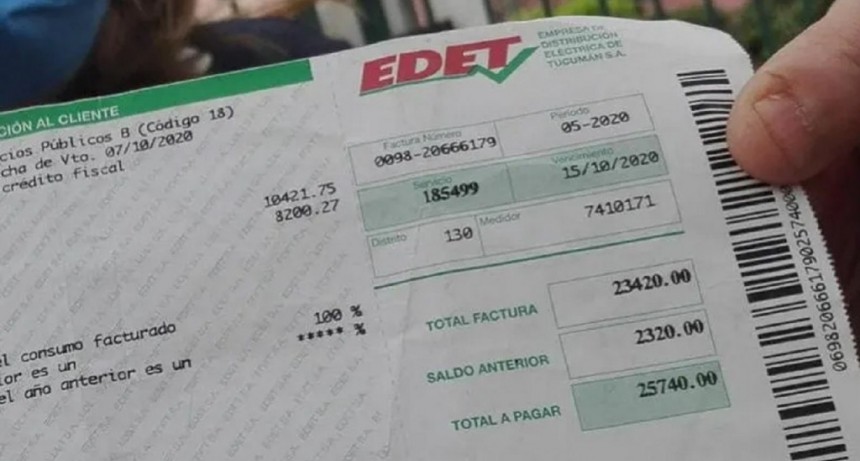 CIÓN AL CLIENTE
cios Públicos B (Código 18)
cha de Vto. 07/10/2020
crédito fiscal
10421.75
8200.27
100 %
el consumo facturado
***** %
ior es un
el año anterior es un
EDET
EMPRESA DE
DISTRIBUCIÓN
ELÉCTRICA DE
TUCUMÁN S.A.
Factura Número
0098-20666179
Período
05-2020
Servicio
185499
Vencimiento
15/10/2020
Distrito
130
Medidor
7410171
TOTAL FACTURA
23420.00
SALDO ANTERIOR
2320.00
TOTAL A PAGAR
25740.00